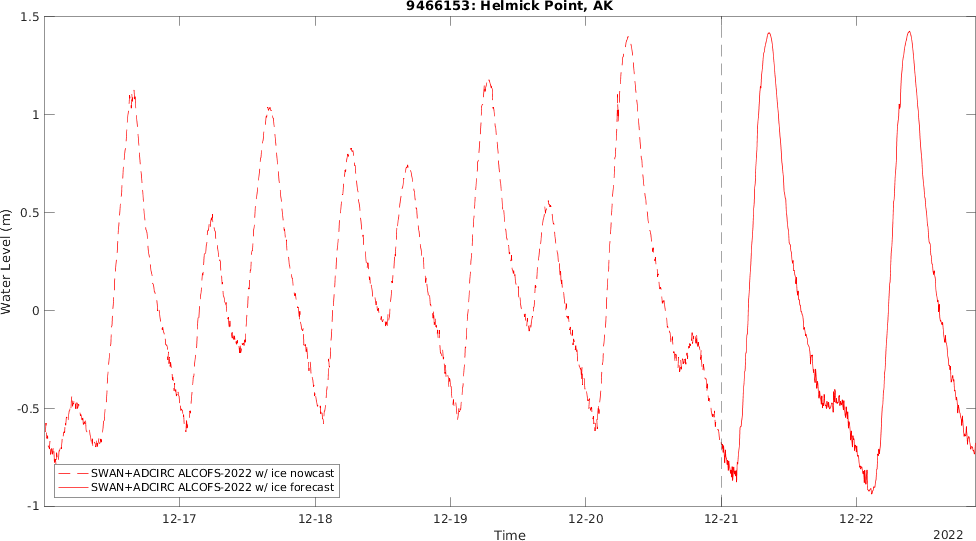 9466153: Helmick Point, AK
1.5
1
0.5
0
-0.5
-1
Water Level (m)
SWAN+ADCIRC ALCOFS-2022 w/ ice nowcast
SWAN+ADCIRC ALCOFS-2022 w/ ice forecast
12-17
12-18
12-19
12-20
12-21
12-22
Time
2022